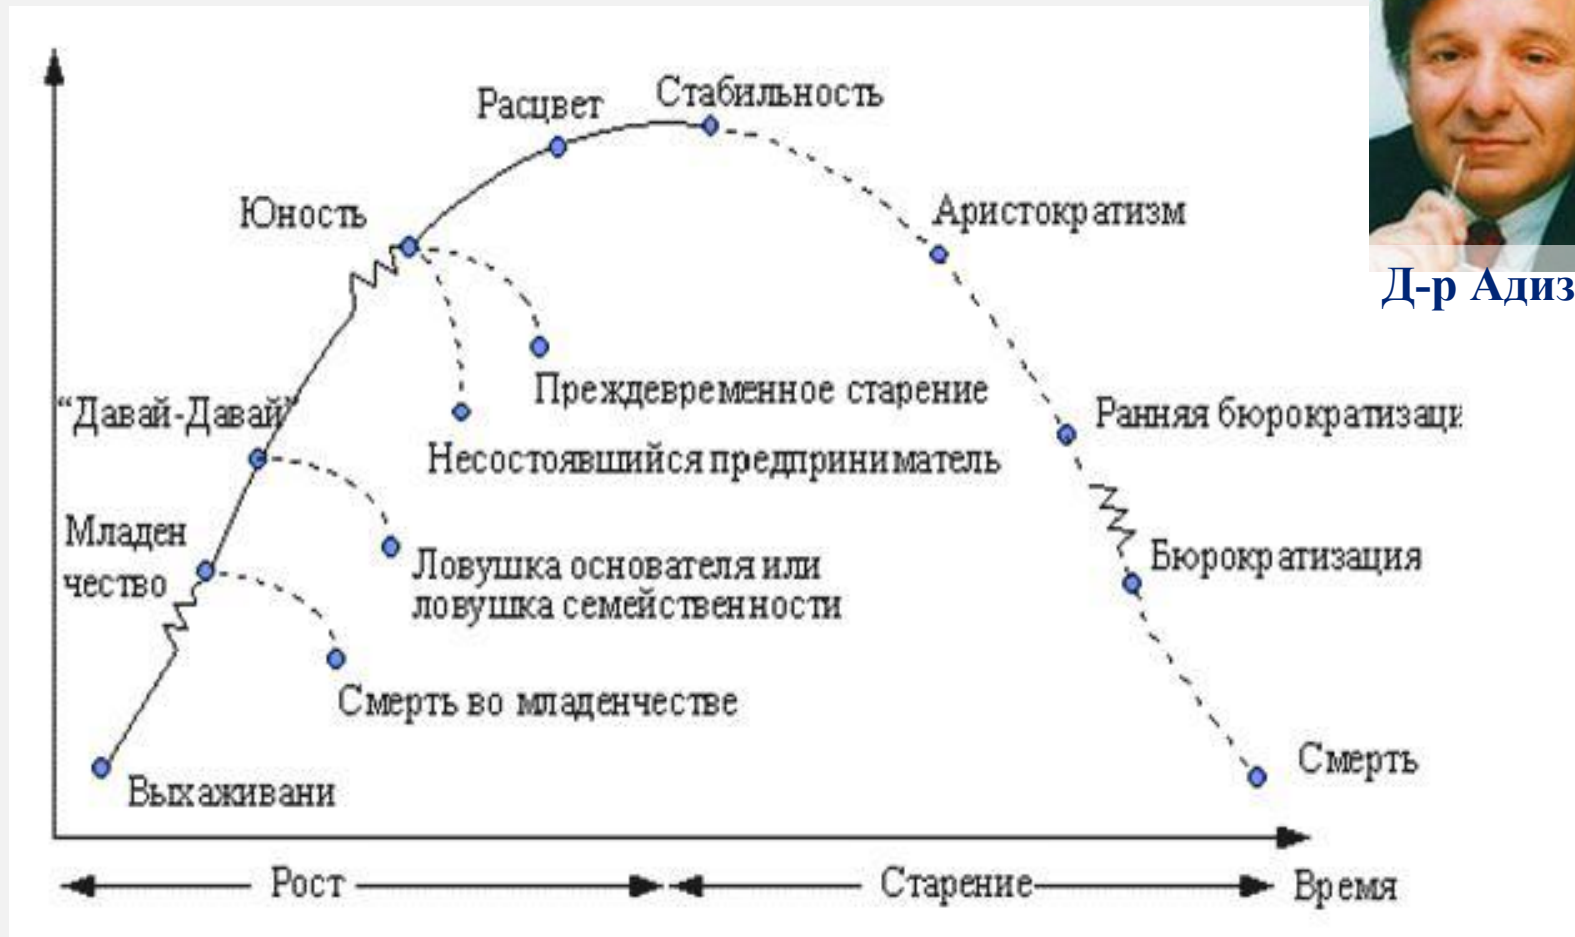 Расцвет
Стабильность
Юность
Аристократизм
Д-р Адиз
Преждевременное старение
“Давай-Давай”
Ранняя бюрократизаци
Несостоявшийся предприниматель
Младен
чество
Ловушка основателя или
ловушка семейственности
Бюрократизация
Смерть во младенчестве
Смерть
Выхаживани
Рост
Старение
Время